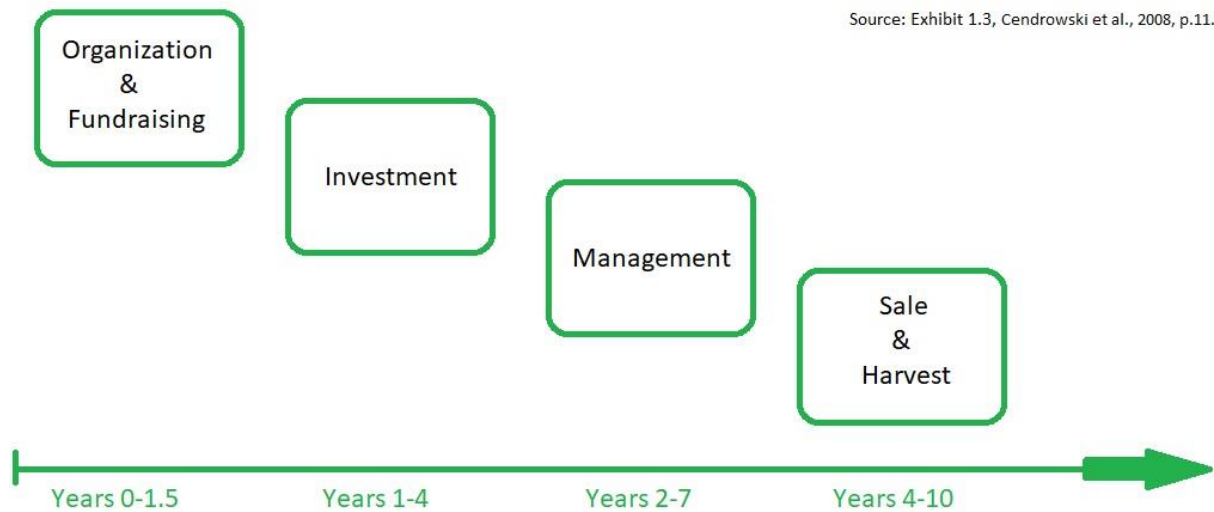 Source: Exhibit 1.3, Cendrowski et al., 2008, p.11.
Organization
&
Fundraising
Investment
Management
Sale
&
Harvest
Years 0-1.5
Years 1-4
Years 2-7
Years 4-10